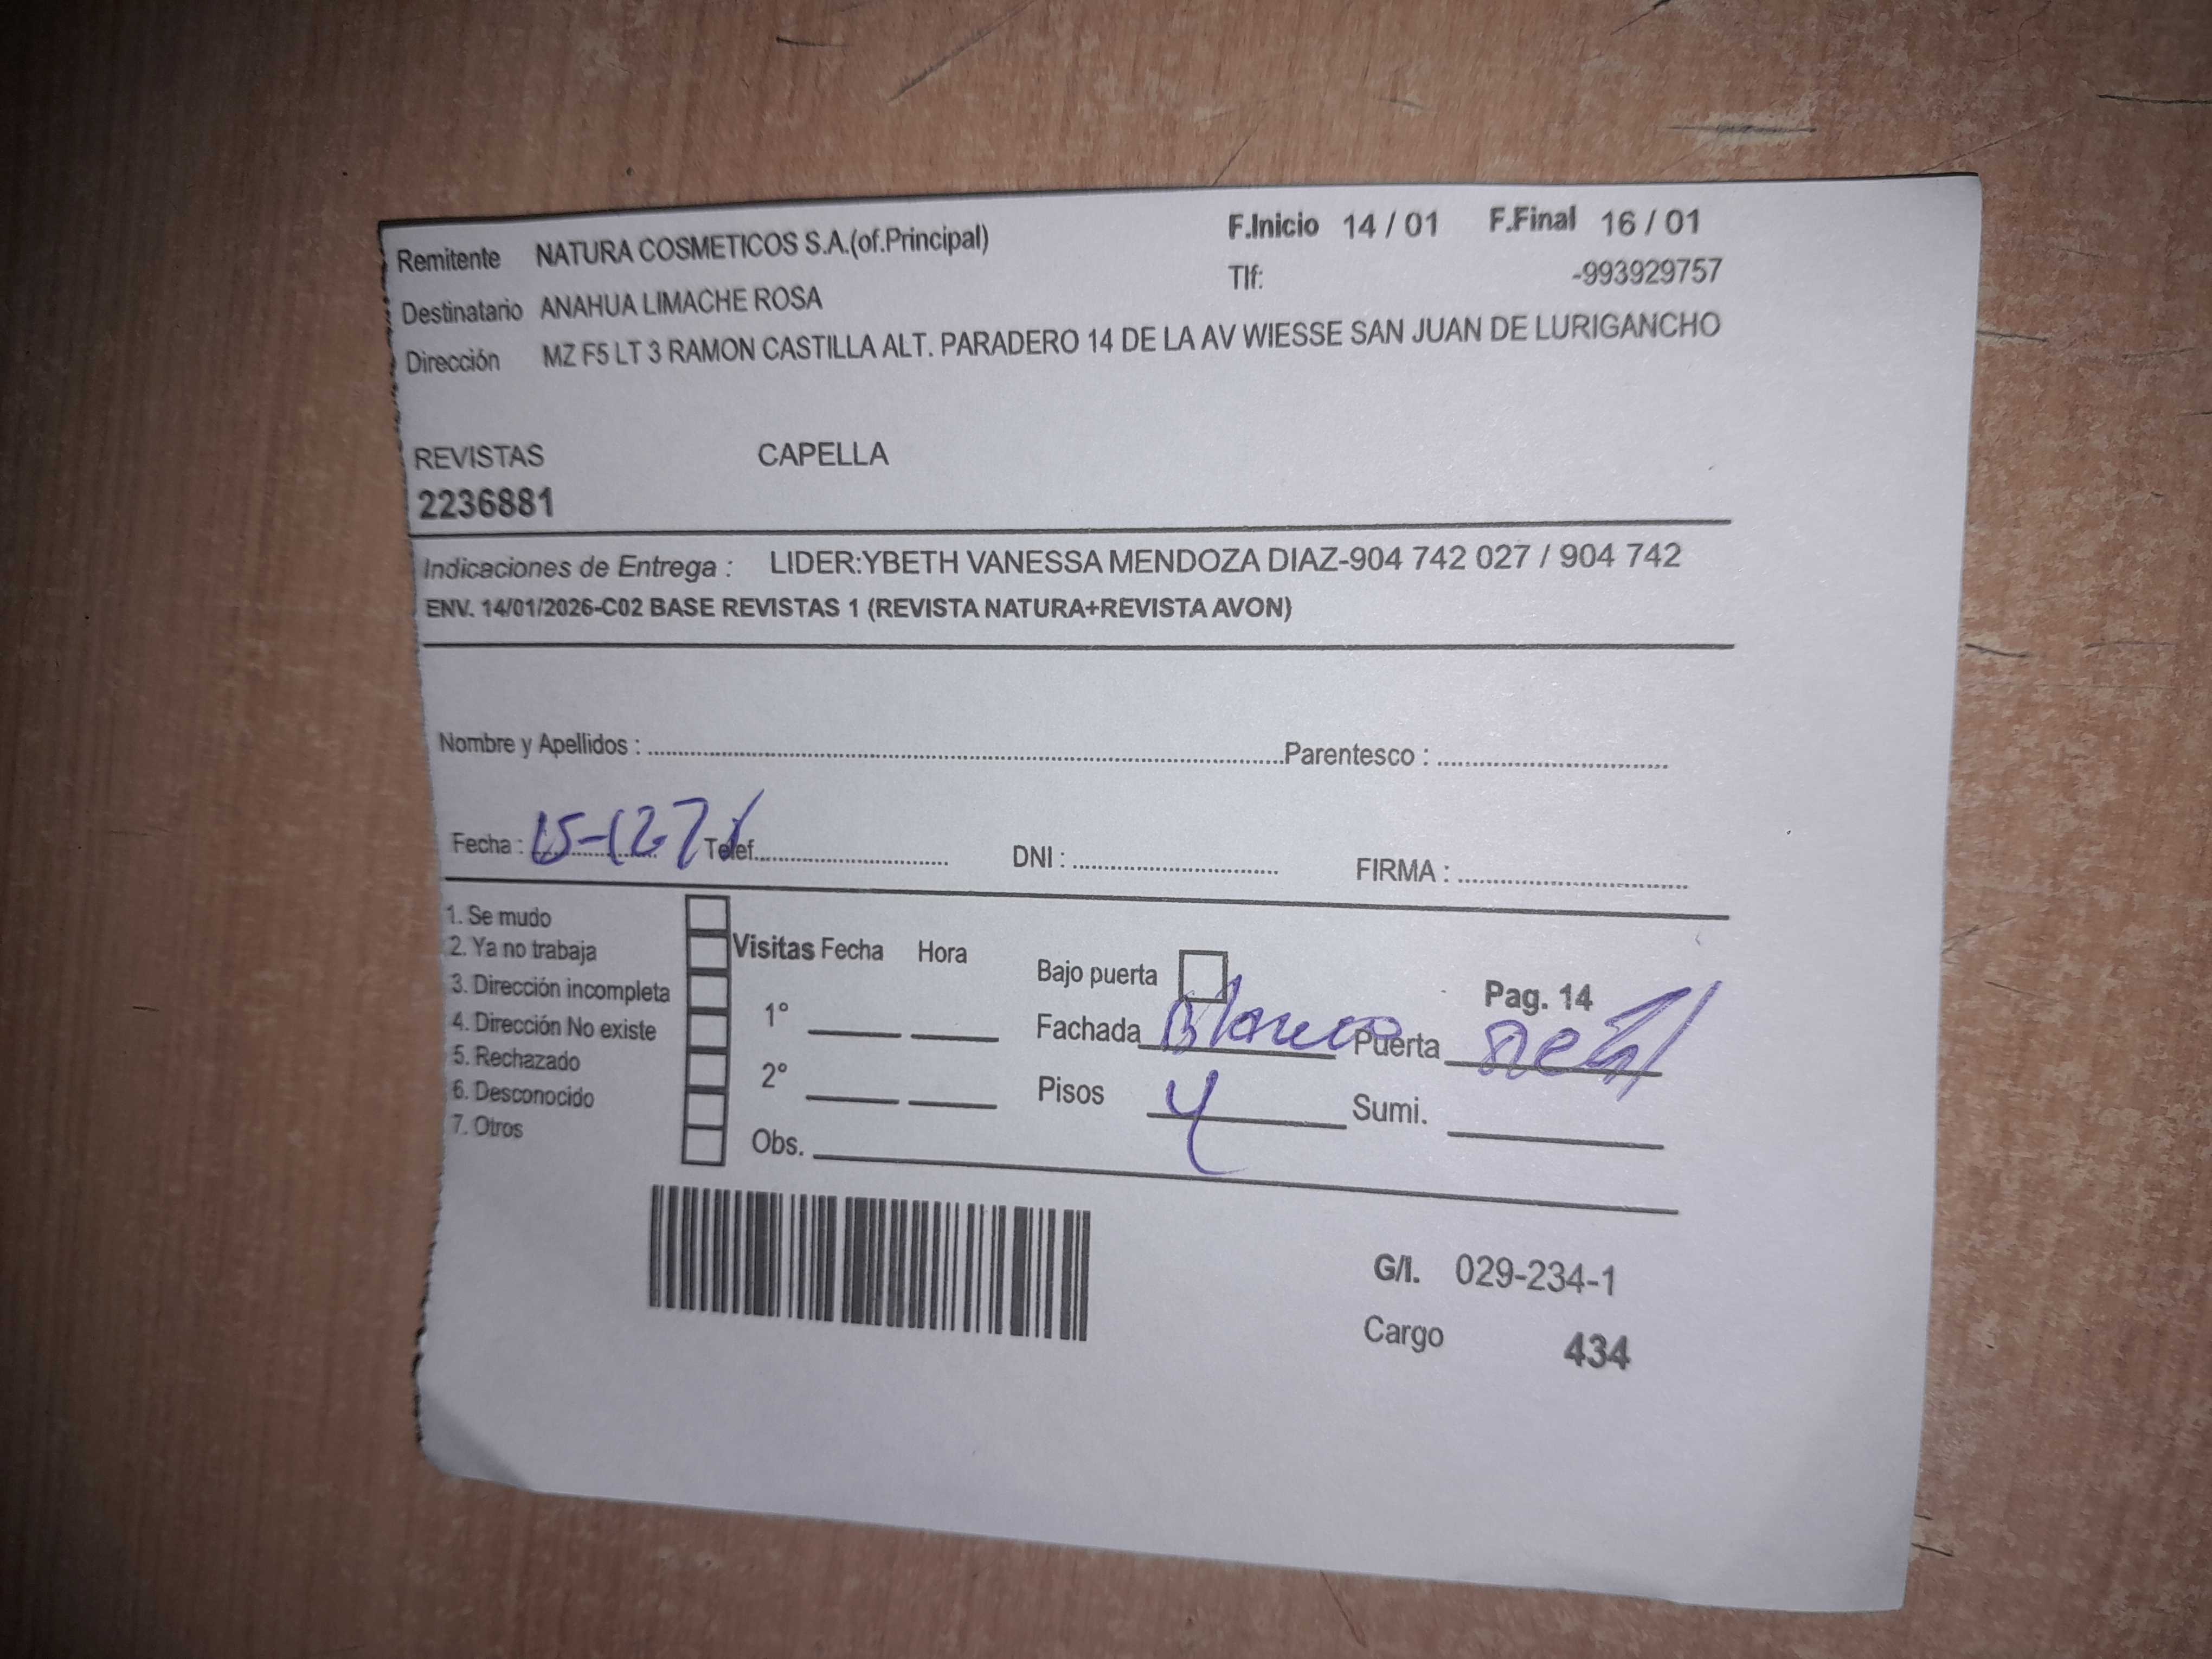 Remitente NATURA COSMETICOS S.A.(of.Principal) F.Inicio 14 / 01 F.Final 16 / 01
Tlf: -993929757
Destinatario ANAHUA LIMACHE ROSA
Dirección MZ F5 LT 3 RAMON CASTILLA ALT. PARADERO 14 DE LA AV WIESSE SAN JUAN DE LURIGANCHO
REVISTAS CAPELLA
2236881
Indicaciones de Entrega : LIDER:YBETH VANESSA MENDOZA DIAZ-904 742 027 / 904 742
ENV. 14/01/2026-C02 BASE REVISTAS 1 (REVISTA NATURA+REVISTA AVON)
Nombre y Apellidos : Parentesco :
Fecha : Telef. DNI : FIRMA :
1. Se mudo
2. Ya no trabaja
3. Dirección incompleta
4. Dirección No existe
5. Rechazado
6. Desconocido
7. Otros
Visitas Fecha Hora
1°
2°
Obs.
Bajo puerta Pag. 14
Fachada Blanco Puerta
Pisos 4 Sumi.
G/I. 029-234-1
Cargo 434